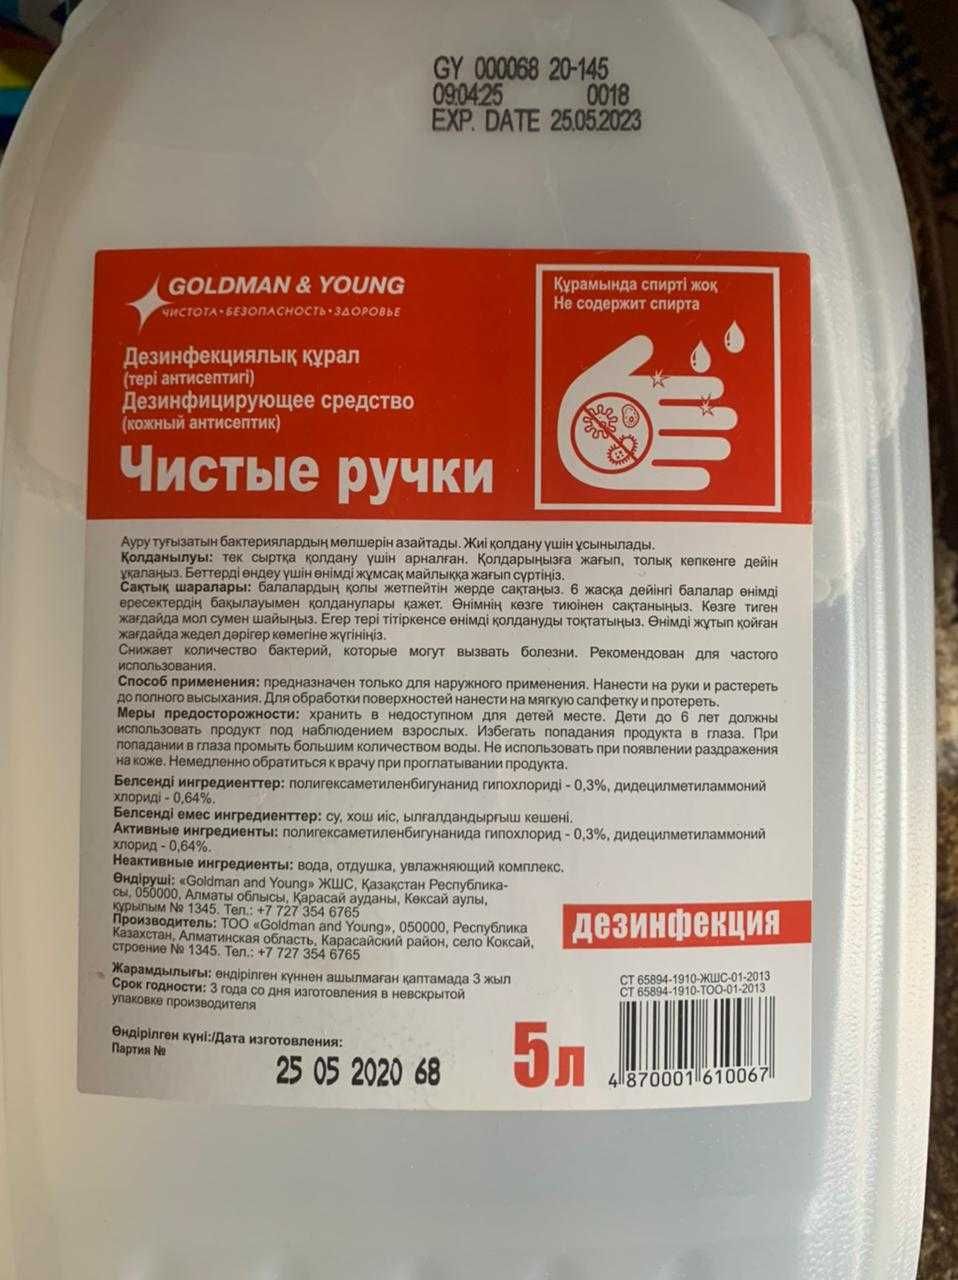 GY 000068 20-145
09:04:25 0018
EXP. DATE 25.05.2023
GOLDMAN & YOUNG
ЧИСТОТА•БЕЗОПАСНОСТЬ•ЗДОРОВЬЕ
Құрамында спирті жоқ
Не содержит спирта
Дезинфекциялық құрал
(тері антисептигі)
Дезинфицирующее средство
(кожный антисептик)
Чистые ручки
Ауру туғызатын бактериялардың мөлшерін азайтады. Жиі қолдану үшін ұсынылады.
Қолданылуы: тек сыртқа қолдану үшін арналған. Қолдарыңызға жағып, толық кепкенге дейін
ұқалаңыз. Беттерді өңдеу үшін өнімді жұмсақ майлыққа жағып сүртіңіз.
Сақтық шаралары: балалардың қолы жетпейтін жерде сақтаңыз. 6 жасқа дейінгі балалар өнімді
ересектердің бақылауымен қолданулары қажет. Өнімнің көзге тиюінен сақтаныңыз. Көзге тиген
жағдайда мол сумен шайыңыз. Егер тері тітіркенсе өнімді қолдануды тоқтатыңыз. Өнімді жұтып қойған
жағдайда жедел дәрігер көмегіне жүгініңіз.
Снижает количество бактерий, которые могут вызвать болезни. Рекомендован для частого
использования.
Способ применения: предназначен только для наружного применения. Нанести на руки и растереть
до полного высыхания. Для обработки поверхностей нанести на мягкую салфетку и протереть.
Меры предосторожности: хранить в недоступном для детей месте. Дети до 6 лет должны
использовать продукт под наблюдением взрослых. Избегать попадания продукта в глаза. При
попадании в глаза промыть большим количеством воды. Не использовать при появлении раздражения
на коже. Немедленно обратиться к врачу при проглатывании продукта.
Белсенді ингредиенттер: полигексаметиленбигунанид гипохлориді - 0,3%, дидецилметиламмоний
хлориді - 0,64%.
Белсенді емес ингредиенттер: су, хош иіс, ылғалдандырғыш кешені.
Активные ингредиенты: полигексаметиленбигунанида гипохлорид - 0,3%, дидецилметиламмоний
хлорид - 0,64%.
Неактивные ингредиенты: вода, отдушка, увлажняющий комплекс.
Өндіруші: «Goldman and Young» ЖШС, Қазақстан Республика-
сы, 050000, Алматы облысы, Қарасай ауданы, Көксай аулы,
құрылым № 1345. Тел.: +7 727 354 6765
Производитель: ТОО «Goldman and Young», 050000, Республика
Казахстан, Алматинская область, Карасайский район, село Коксай,
строение № 1345. Тел.: +7 727 354 6765
дезинфекция
Жарамдылығы: өндірілген күннен ашылмаған қаптамада 3 жыл
Срок годности: 3 года со дня изготовления в невскрытой
упаковке производителя
СТ 65894-1910-ЖШС-01-2013
СТ 65894-1910-ТОО-01-2013
Өндірілген күні:/Дата изготовления:
Партия №
25 05 2020 68
5л
4 870001 610067